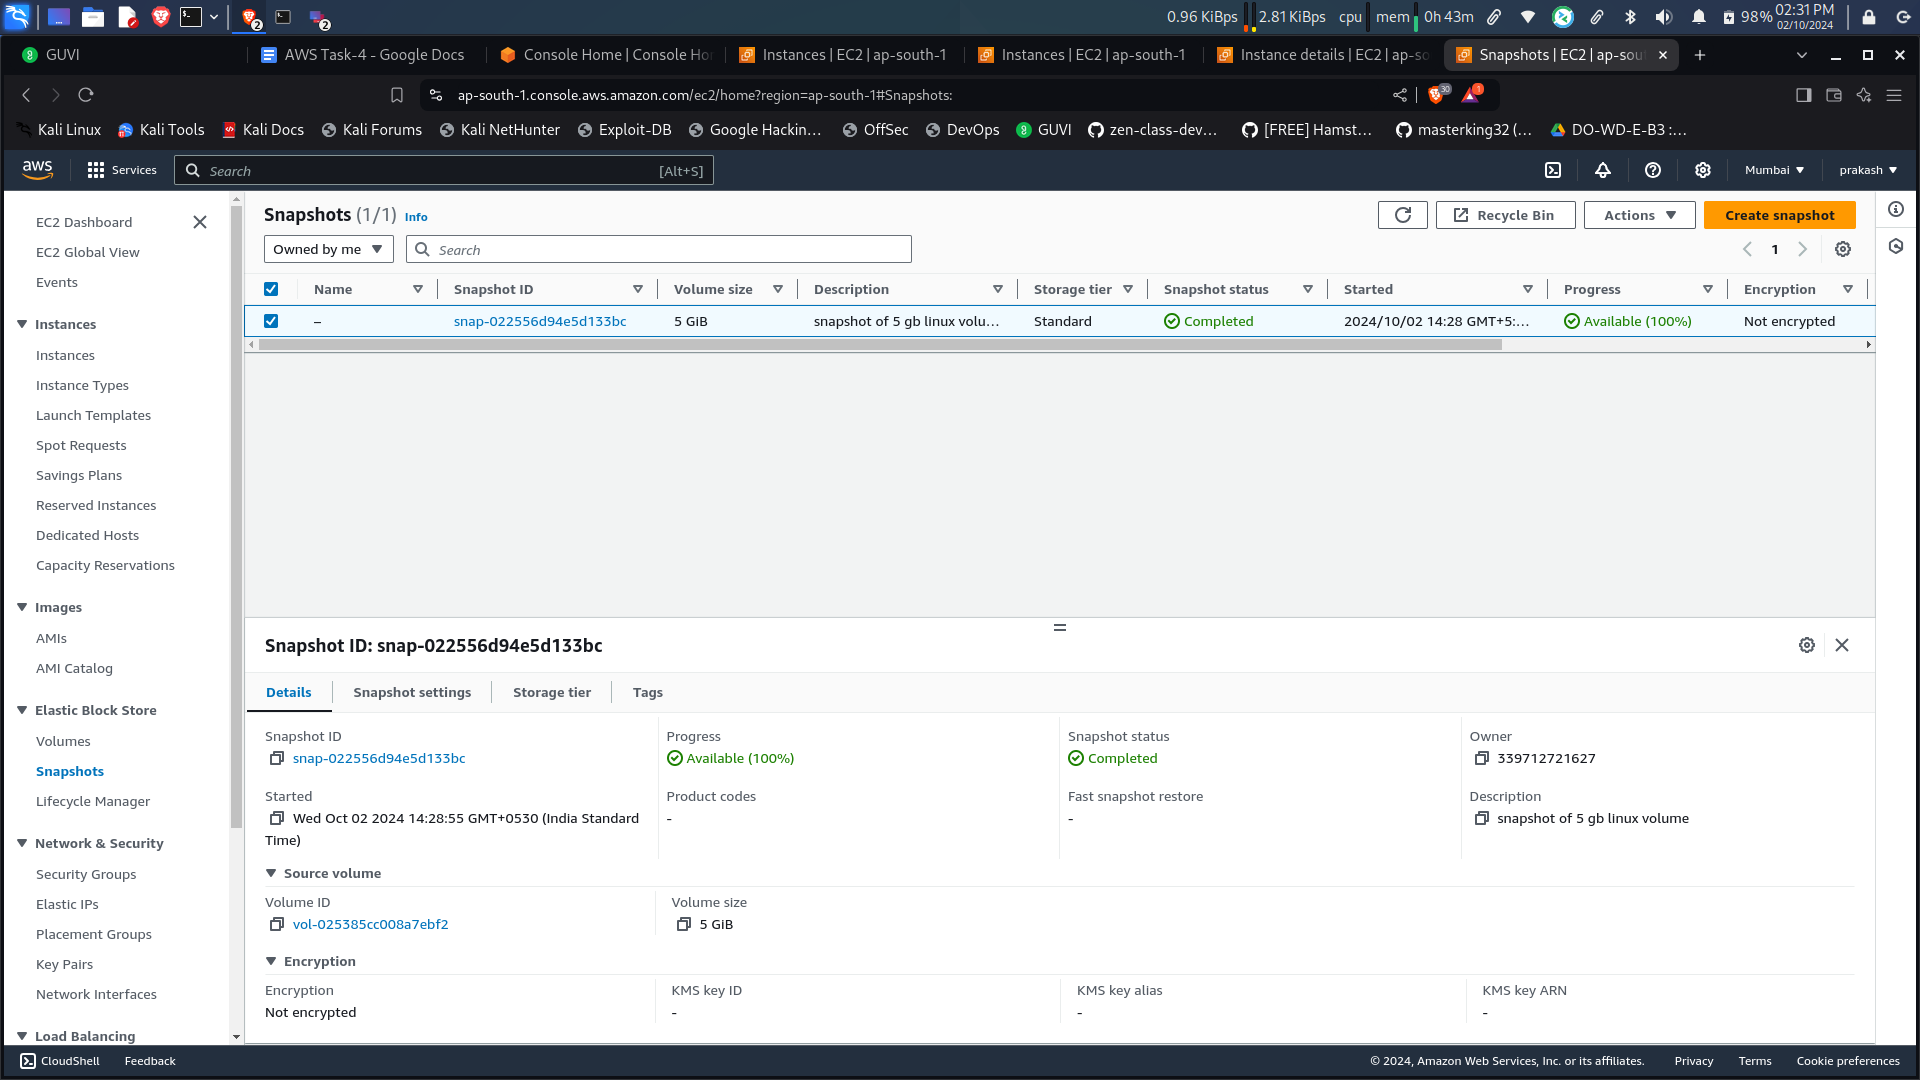 0.96 KiBps 2.81 KiBps cpu mem 0h 43m 98% 02:31 PM
02/10/2024
GUVI
AWS Task-4 - Google Docs
Console Home | Console Ho
Instances | EC2 | ap-south-1
Instances | EC2 | ap-south-1
Instance details | EC2 | ap-so
Snapshots | EC2 | ap-sou
ap-south-1.console.aws.amazon.com/ec2/home?region=ap-south-1#Snapshots:
30
1
Kali Linux Kali Tools Kali Docs Kali Forums Kali NetHunter Exploit-DB Google Hackin... OffSec DevOps GUVI zen-class-dev... [FREE] Hamst... masterking32 (... DO-WD-E-B3 :...
aws Services Search [Alt+S] Mumbai prakash
EC2 Dashboard
EC2 Global View
Events
Instances
Instances
Instance Types
Launch Templates
Spot Requests
Savings Plans
Reserved Instances
Dedicated Hosts
Capacity Reservations
Images
AMIs
AMI Catalog
Elastic Block Store
Volumes
Snapshots
Lifecycle Manager
Network & Security
Security Groups
Elastic IPs
Placement Groups
Key Pairs
Network Interfaces
Load Balancing
Snapshots (1/1) Info
Recycle Bin Actions Create snapshot
Owned by me Search 1
Name Snapshot ID Volume size Description Storage tier Snapshot status Started Progress Encryption
– snap-022556d94e5d133bc 5 GiB snapshot of 5 gb linux volu... Standard Completed 2024/10/02 14:28 GMT+5:... Available (100%) Not encrypted
Snapshot ID: snap-022556d94e5d133bc
Details Snapshot settings Storage tier Tags
Snapshot ID Progress Snapshot status Owner
snap-022556d94e5d133bc Available (100%) Completed 339712721627
Started Product codes Fast snapshot restore Description
Wed Oct 02 2024 14:28:55 GMT+0530 (India Standard - - snapshot of 5 gb linux volume
Time)
Source volume
Volume ID Volume size
vol-025385cc008a7ebf2 5 GiB
Encryption
Encryption KMS key ID KMS key alias KMS key ARN
Not encrypted - - -
CloudShell Feedback © 2024, Amazon Web Services, Inc. or its affiliates. Privacy Terms Cookie preferences